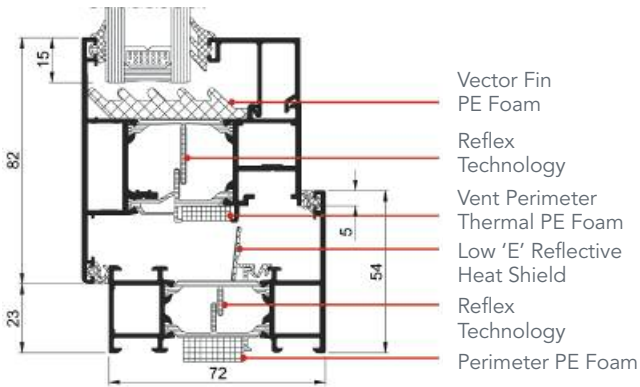 15
82
23
72
5
54
Vector Fin
PE Foam
Reflex
Technology
Vent Perimeter
Thermal PE Foam
Low ‘E’ Reflective
Heat Shield
Reflex
Technology
Perimeter PE Foam